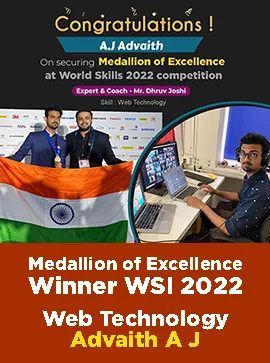 Congratulations !
A.J Advaith
On securing Medallion of Excellence
at World Skills 2022 competition
Expert & Coach - Mr. Dhruv Joshi
Skill : Web Technology
Medallion of Excellence
Winner WSI 2022
Web Technology
Advaith A J